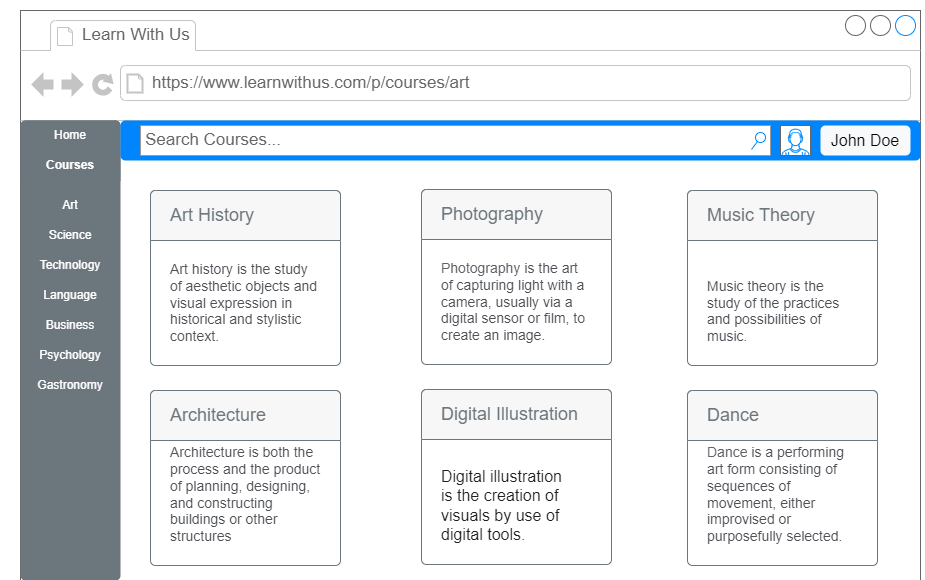 Learn With Us
https://www.learnwithus.com/p/courses/art
Home
Courses
Art
Science
Technology
Language
Business
Psychology
Gastronomy
Search Courses...
John Doe
Art History
Art history is the study
of aesthetic objects and
visual expression in
historical and stylistic
context.
Photography
Photography is the art
of capturing light with a
camera, usually via a
digital sensor or film, to
create an image.
Music Theory
Music theory is the
study of the practices
and possibilities of
music.
Architecture
Architecture is both the
process and the product
of planning, designing,
and constructing
buildings or other
structures
Digital Illustration
Digital illustration
is the creation of
visuals by use of
digital tools.
Dance
Dance is a performing
art form consisting of
sequences of
movement, either
improvised or
purposefully selected.